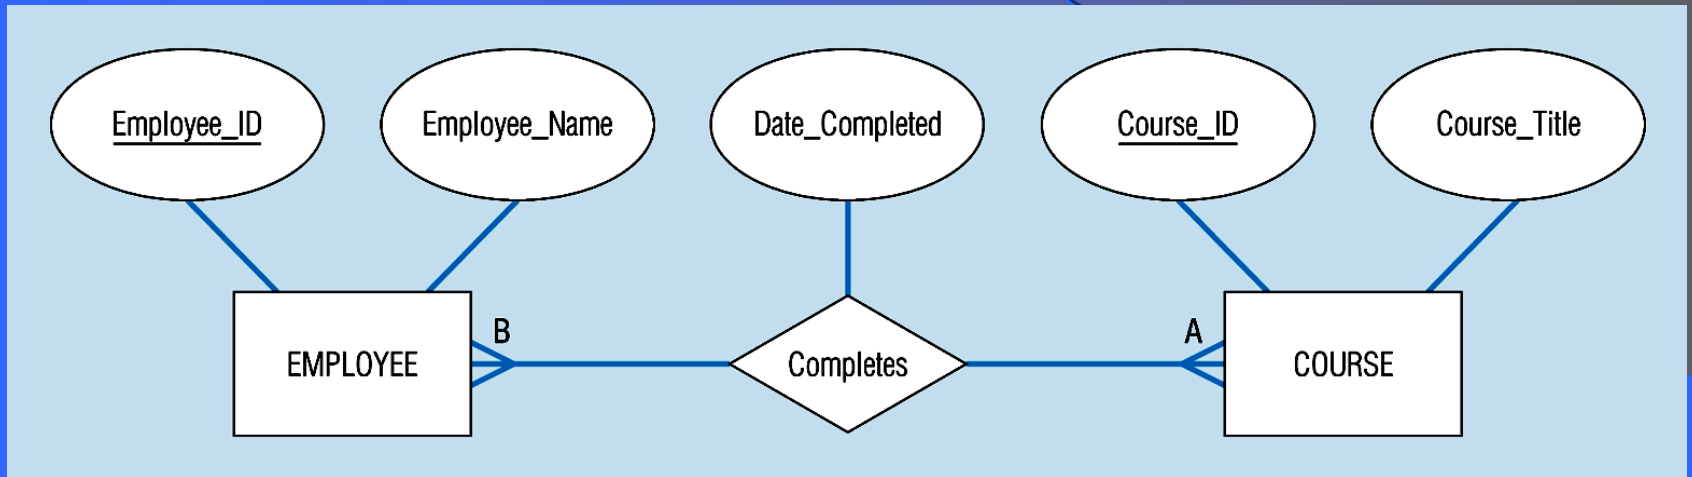 Employee_ID
Employee_Name
Date_Completed
Course_ID
Course_Title
B
A
EMPLOYEE
Completes
COURSE